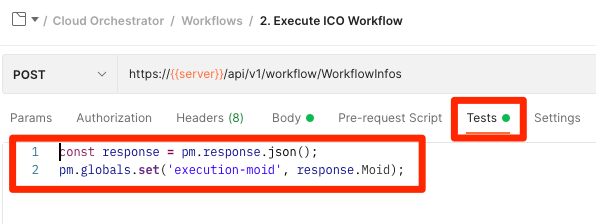 / Cloud Orchestrator / Workflows / 2. Execute ICO Workflow
POST https://{{server}}/api/v1/workflow/WorkflowInfos
Params Authorization Headers (8) Body Pre-request Script Tests Settings
1 const response = pm.response.json();
2 pm.globals.set('execution-moid', response.Moid);